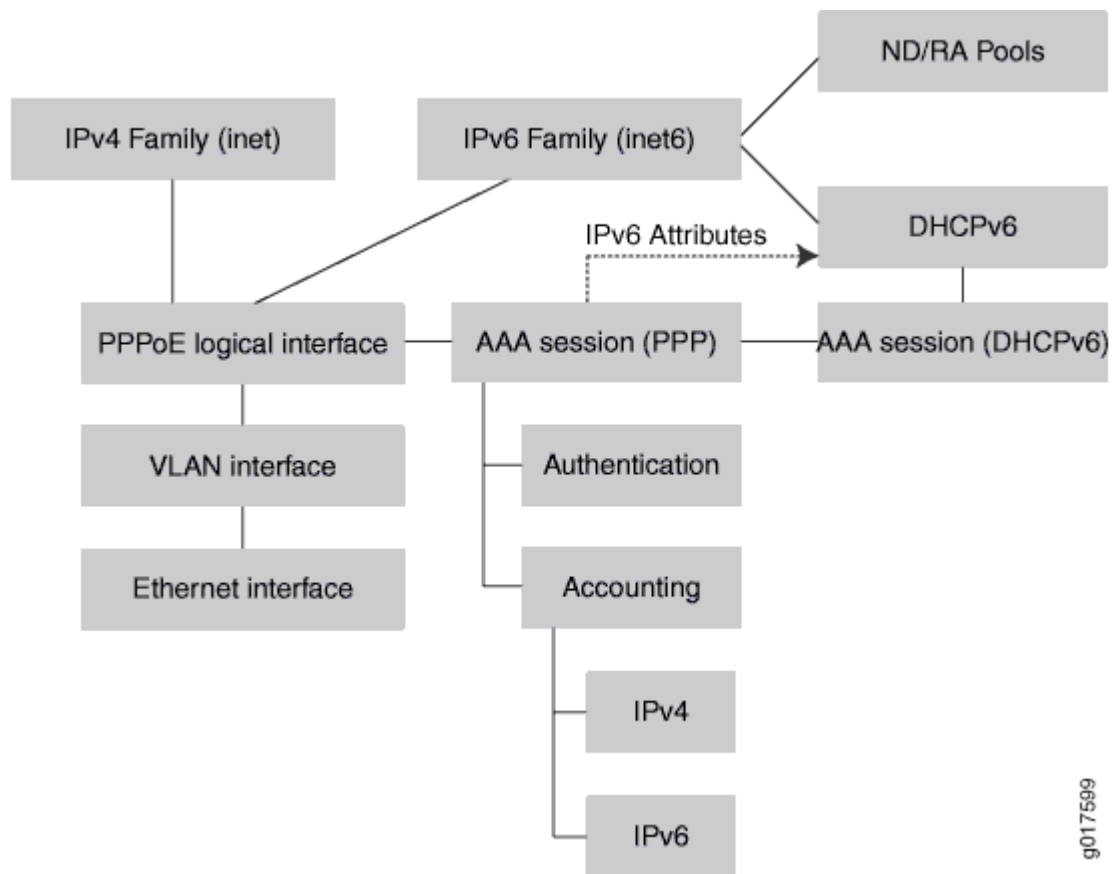 ND/RA Pools
IPv4 Family (inet)
IPv6 Family (inet6)
DHCPv6
IPv6 Attributes
PPPoE logical interface
AAA session (PPP)
AAA session (DHCPv6)
VLAN interface
Authentication
Ethernet interface
Accounting
IPv4
IPv6
g017599